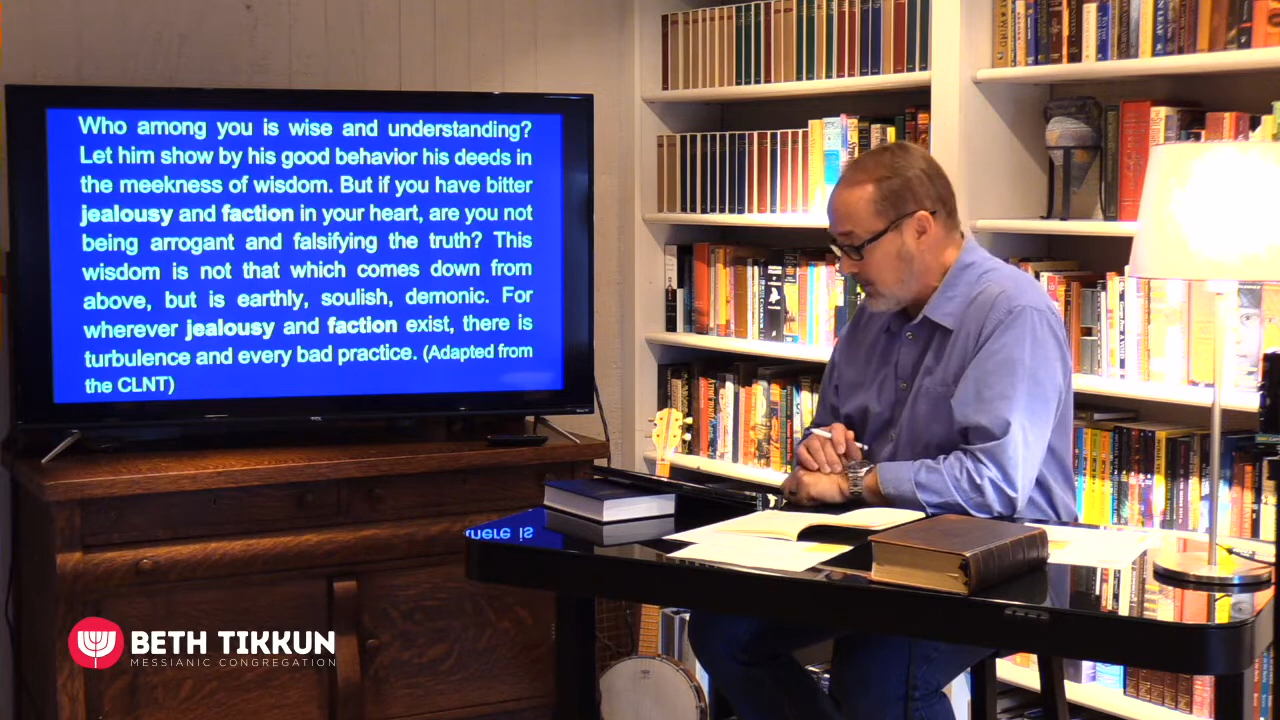 Who among you is wise and understanding?
Let him show by his good behavior his deeds in
the meekness of wisdom. But if you have bitter
jealousy and faction in your heart, are you not
being arrogant and falsifying the truth? This
wisdom is not that which comes down from
above, but is earthly, soulish, demonic. For
wherever jealousy and faction exist, there is
turbulence and every bad practice. (Adapted from
the CLNT)
there is
BETH TIKKUN
MESSIANIC CONGREGATION